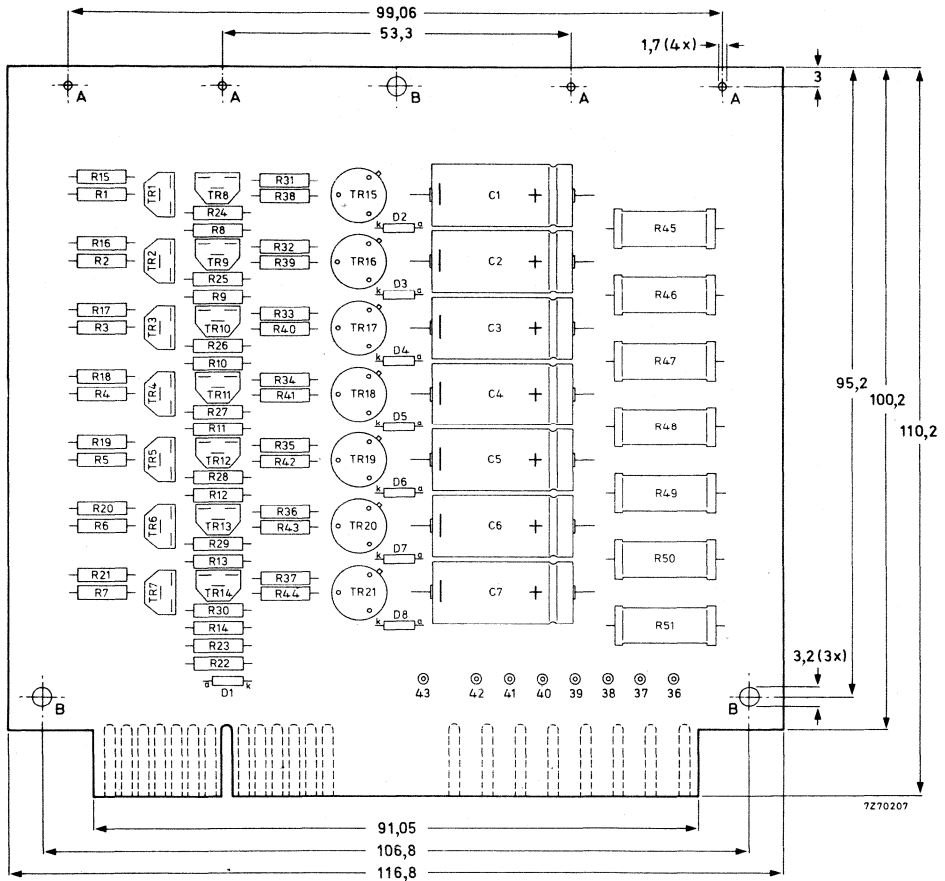 99,06
53,3
1,7 (4x)
3
A A B A A
R15 R31
R1 TR1 TR8 R38 TR15 C1 +
R24 D2
R8 k a R45
R16 R32
R2 TR2 TR9 R39 TR16 C2 +
R25 D3
R9 k a R46
R17 R33
R3 TR3 TR10 R40 TR17 C3 +
R26 D4
R10 k a R47
R18 R34
R4 TR4 TR11 R41 TR18 C4 +
95,2
100,2
110,2
R27 D5
R11 k a R48
R19 R35
R5 TR5 TR12 R42 TR19 C5 +
R28 D6
R12 k a R49
R20 R36
R6 TR6 TR13 R43 TR20 C6 +
R29 D7
R13 k a R50
R21 R37
R7 TR7 TR14 R44 TR21 C7 +
R30 D8
R14 k a R51
R23
R22
3,2 (3x)
a D1 k
43 42 41 40 39 38 37 36
B B
7Z70207
91,05
106,8
116,8